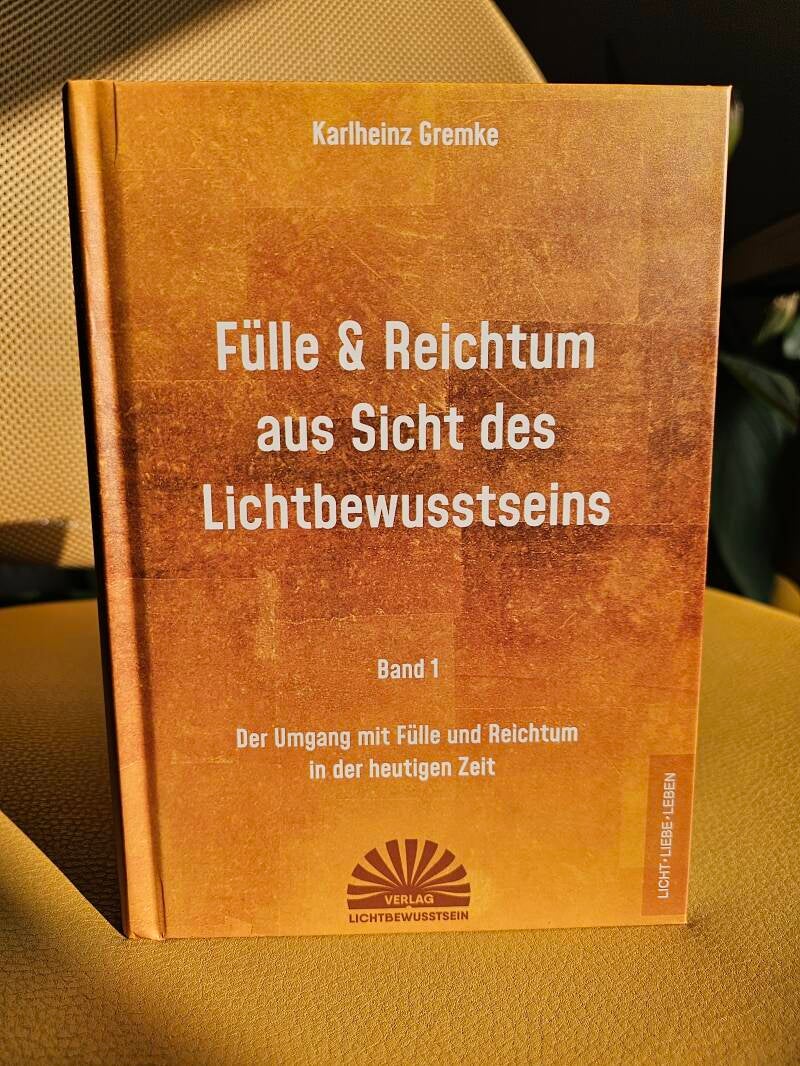 Karlheinz Gremke
Fülle & Reichtum
aus Sicht des
Lichtbewusstseins
Band 1
Der Umgang mit Fülle und Reichtum
in der heutigen Zeit
LICHT·LIEBE·LEBEN
VERLAG
LICHTBEWUSSTSEIN